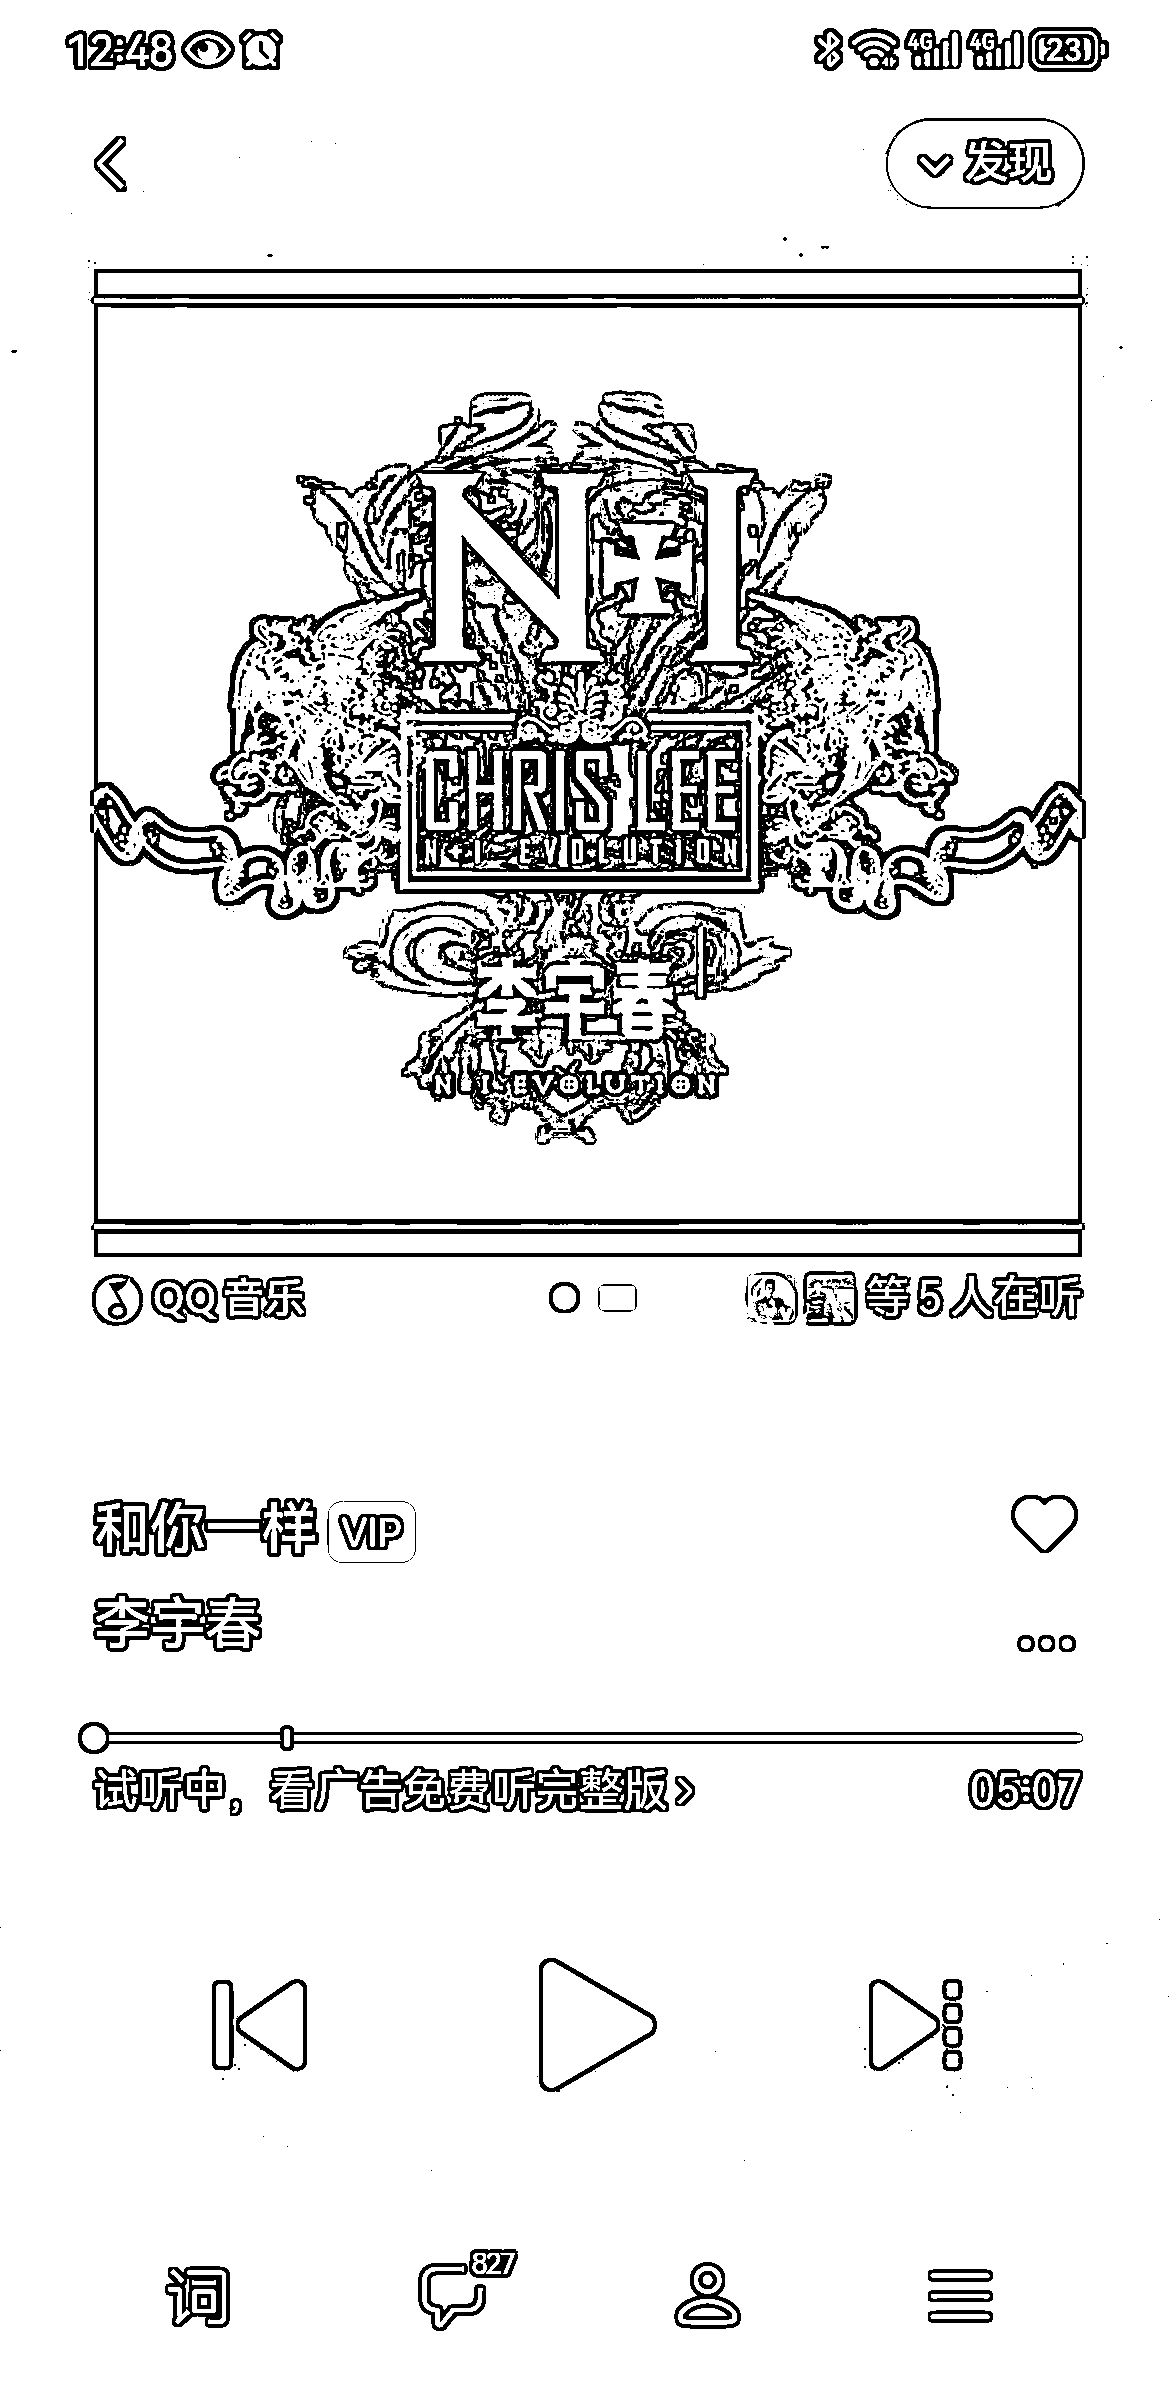 12:48 4G 4G 23
发现
N+I
CHRIS LEE
N+I EVOLUTION
李宇春
N+I EVOLUTION
QQ音乐 等5人在听
和你一样 VIP
李宇春
试听中，看广告免费听完整版 05:07
词 827